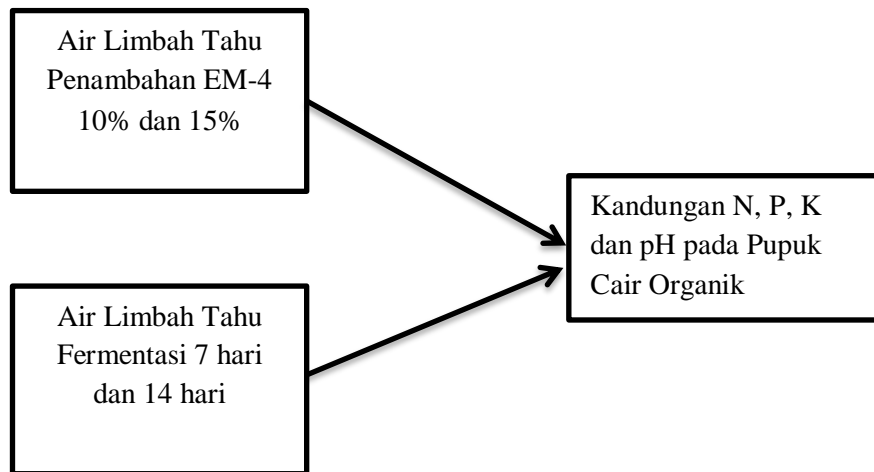 Air Limbah Tahu
Penambahan EM-4
10% dan 15%
Kandungan N, P, K
dan pH pada Pupuk
Cair Organik
Air Limbah Tahu
Fermentasi 7 hari
dan 14 hari